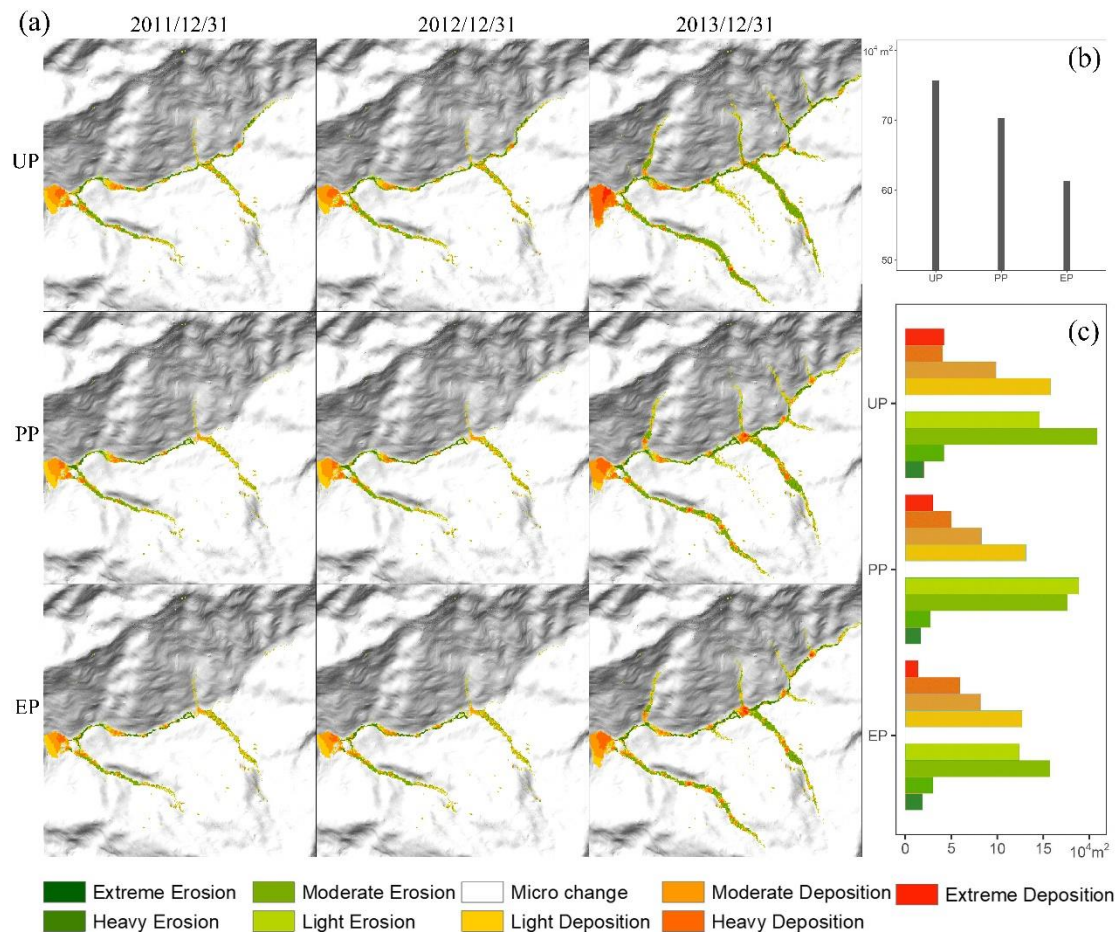 (a)
2011/12/31 2012/12/31 2013/12/31
UP
PP
EP
(b)
10⁴ m²
70
60
50
UP PP EP
(c)
UP
PP
EP
0 5 10 15 10⁴m²
Extreme Erosion Moderate Erosion Micro change Moderate Deposition Extreme Deposition
Heavy Erosion Light Erosion Light Deposition Heavy Deposition